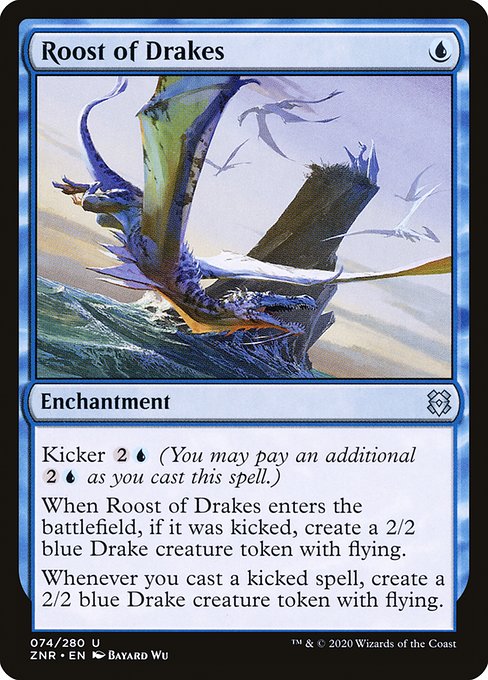 Roost of Drakes
Enchantment
Kicker 2 (You may pay an additional
2 as you cast this spell.)
When Roost of Drakes enters the
battlefield, if it was kicked, create a 2/2
blue Drake creature token with flying.
Whenever you cast a kicked spell, create a
2/2 blue Drake creature token with flying.
074/280 U
ZNR • EN Bayard Wu
™ & © 2020 Wizards of the Coast